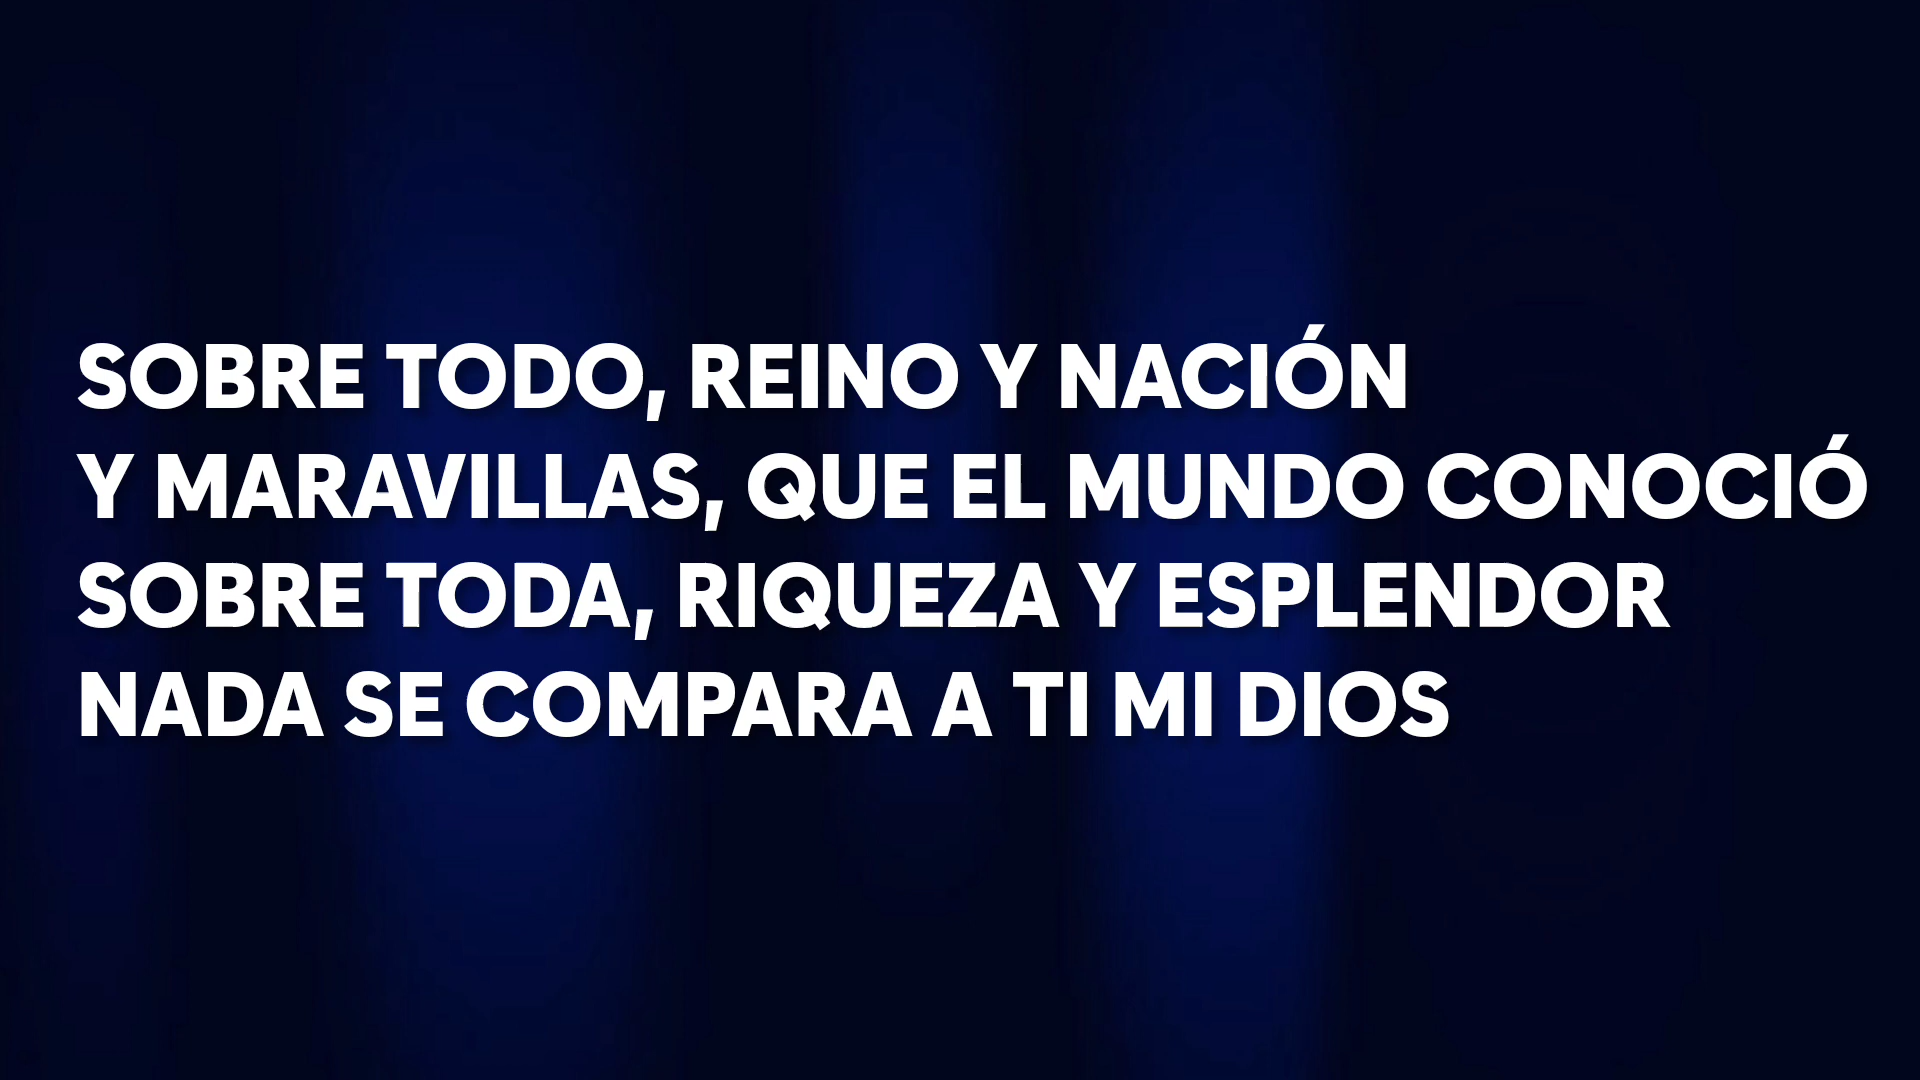 SOBRE TODO, REINO Y NACIÓN
Y MARAVILLAS, QUE EL MUNDO CONOCIÓ
SOBRE TODA, RIQUEZA Y ESPLENDOR
NADA SE COMPARA A TI MI DIOS